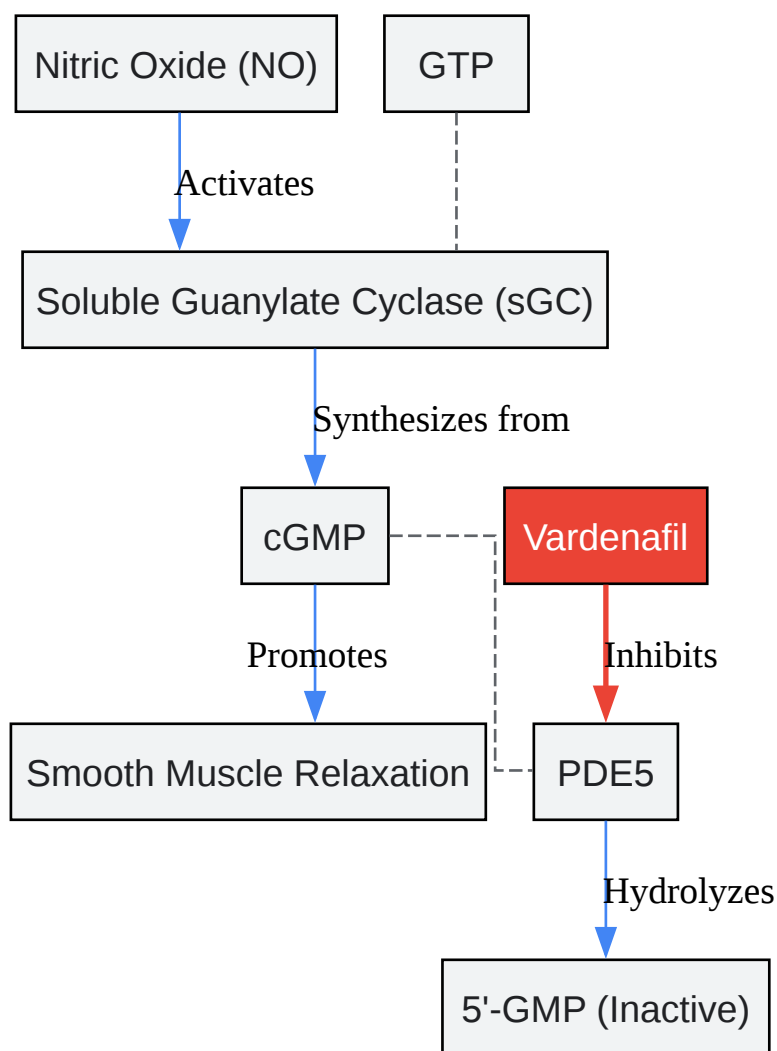 Nitric Oxide (NO)
GTP
Activates
Soluble Guanylate Cyclase (sGC)
Synthesizes from
cGMP
Vardenafil
Promotes
Inhibits
Smooth Muscle Relaxation
PDE5
Hydrolyzes
5'-GMP (Inactive)